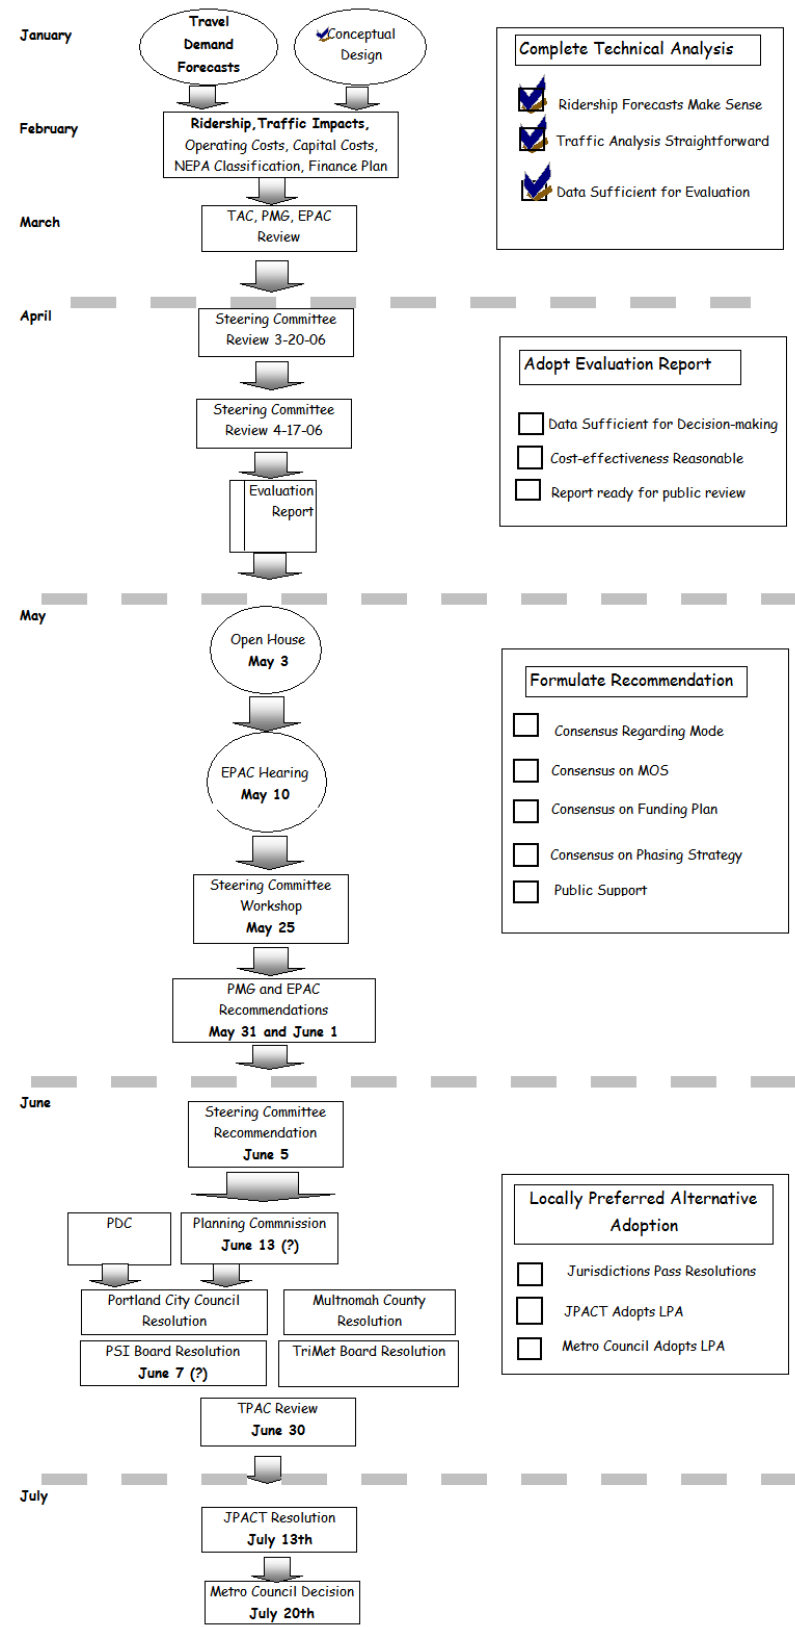 January
Travel
Demand
Forecasts
Conceptual
Design
February
Ridership, Traffic Impacts,
Operating Costs, Capital Costs,
NEPA Classification, Finance Plan
March
TAC, PMG, EPAC
Review
Complete Technical Analysis
Ridership Forecasts Make Sense
Traffic Analysis Straightforward
Data Sufficient for Evaluation
April
Steering Committee
Review 3-20-06
Steering Committee
Review 4-17-06
Evaluation
Report
Adopt Evaluation Report
Data Sufficient for Decision-making
Cost-effectiveness Reasonable
Report ready for public review
May
Open House
May 3
EPAC Hearing
May 10
Steering Committee
Workshop
May 25
PMG and EPAC
Recommendations
May 31 and June 1
Formulate Recommendation
Consensus Regarding Mode
Consensus on MOS
Consensus on Funding Plan
Consensus on Phasing Strategy
Public Support
June
Steering Committee
Recommendation
June 5
PDC
Planning Commnission
June 13 (?)
Portland City Council
Resolution
Multnomah County
Resolution
PSI Board Resolution
June 7 (?)
TriMet Board Resolution
TPAC Review
June 30
Locally Preferred Alternative
Adoption
Jurisdictions Pass Resolutions
JPACT Adopts LPA
Metro Council Adopts LPA
July
JPACT Resolution
July 13th
Metro Council Decision
July 20th